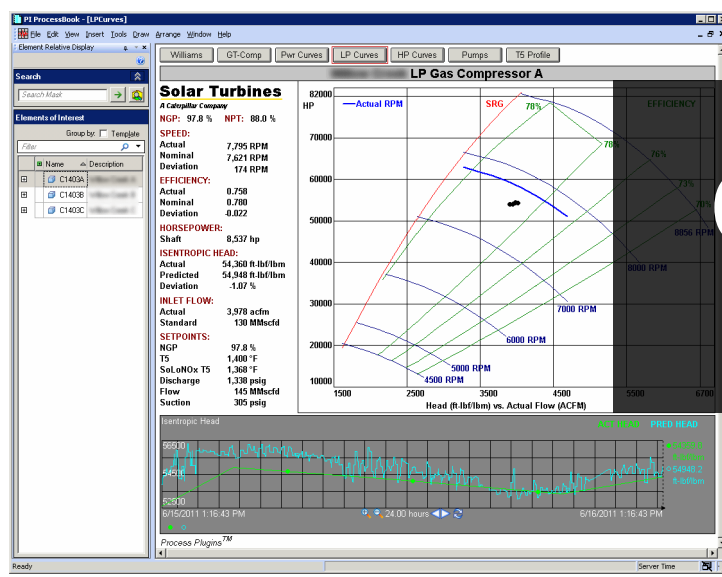 PI ProcessBook - [LPCurves]
File Edit View Insert Tools Draw Arrange Window Help
Element Relative Display
Search
Search Mask
Elements of Interest
Group by: Template
Filter
Name Description
C1403A
C1403B
C1403C
Williams GT-Comp Pwr Curves LP Curves HP Curves Pumps T5 Profile
LP Gas Compressor A
Solar Turbines
A Caterpillar Company
NGP: 97.8 % NPT: 88.0 %
SPEED:
Actual 7,795 RPM
Nominal 7,621 RPM
Deviation 174 RPM
EFFICIENCY:
Actual 0.758
Nominal 0.780
Deviation -0.022
HORSEPOWER:
Shaft 8,537 hp
ISENTROPIC HEAD:
Actual 54,360 ft-lbf/lbm
Predicted 54,948 ft-lbf/lbm
Deviation -1.07 %
INLET FLOW:
Actual 3,978 acfm
Standard 130 MMscfd
SETPOINTS:
NGP 97.8 %
T5 1,400 °F
SoLoNOx T5 1,368 °F
Discharge 1,338 psig
Flow 145 MMscfd
Suction 305 psig
82000
HP
Actual RPM
SRG
78%
EFFICIENCY
70000
78%
76%
60000
73%
70%
50000
8856 RPM
40000
8000 RPM
30000
7000 RPM
20000
6000 RPM
5000 RPM
10000
4500 RPM
1500 2500 3500 4500 5500 6700
Head (ft-lbf/lbm) vs. Actual Flow (ACFM)
Isentropic Head
ACT HEAD PRED HEAD
56500
ft-lbf/lbm
54500
54948.2
ft-lbf/lbm
52500
6/15/2011 1:16:43 PM 24.00 hours 6/16/2011 1:16:43 PM
Process Plugins TM
Ready
Server Time